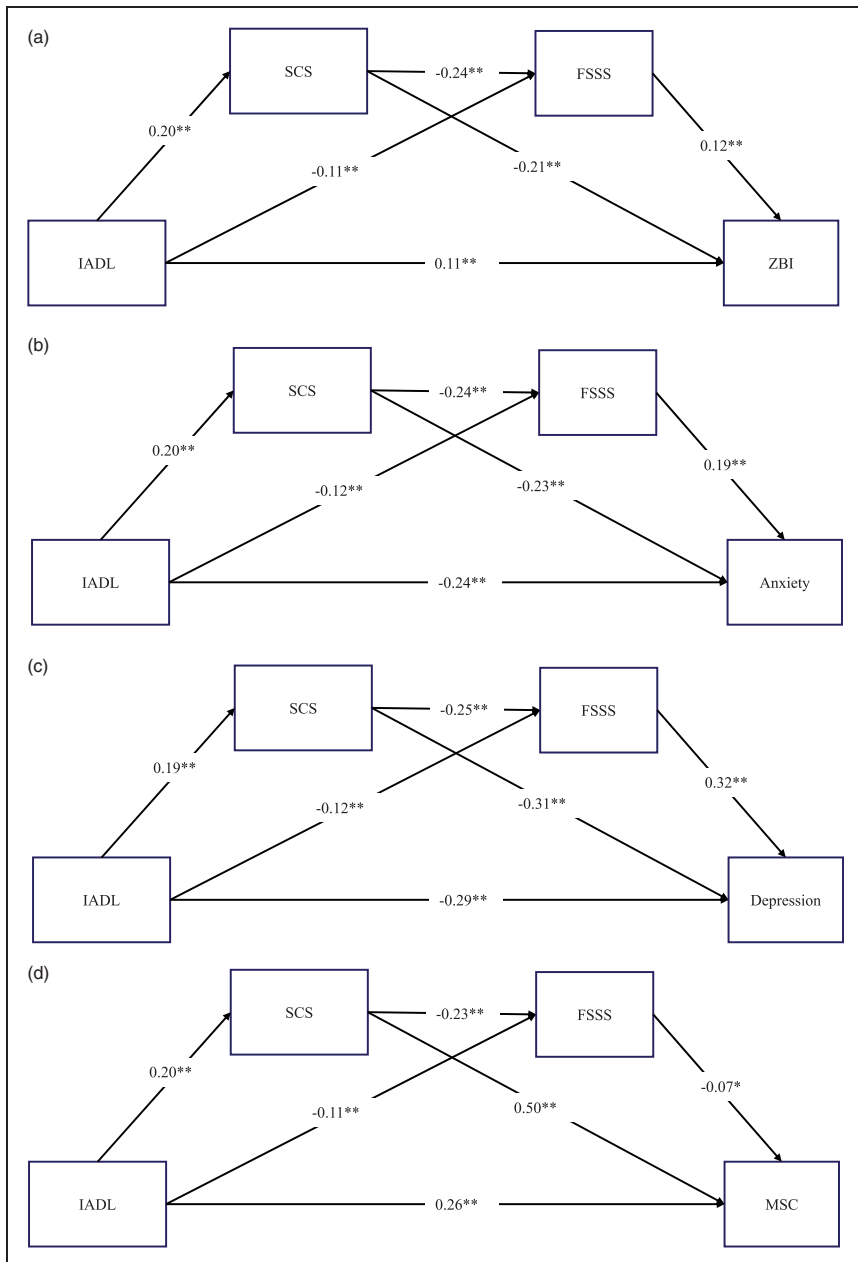 (a)
SCS
-0.24**
FSSS
0.20**
0.12**
-0.11**
-0.21**
IADL
0.11**
ZBI
(b)
SCS
-0.24**
FSSS
0.20**
0.19**
-0.12**
-0.23**
IADL
-0.24**
Anxiety
(c)
SCS
-0.25**
FSSS
0.19**
0.32**
-0.12**
-0.31**
IADL
-0.29**
Depression
(d)
SCS
-0.23**
FSSS
0.20**
-0.07*
-0.11**
0.50**
IADL
0.26**
MSC